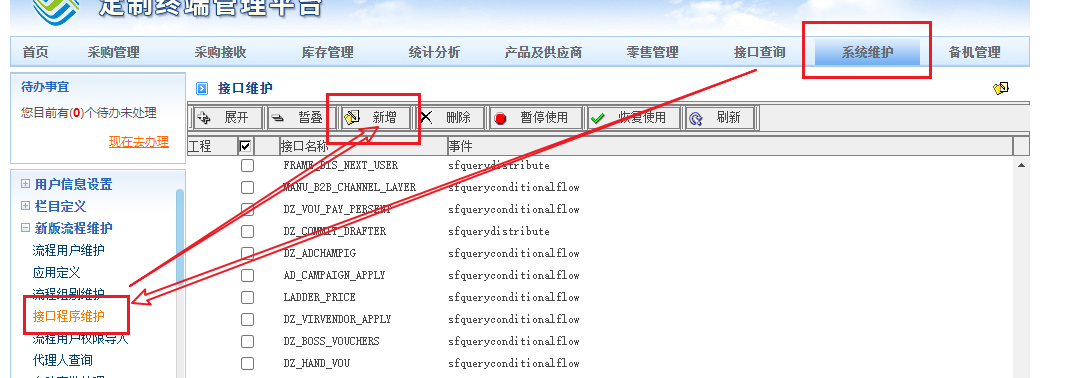 定制终端管理平台
首页 采购管理 采购接收 库存管理 统计分析 产品及供应商 零售管理 接口查询 系统维护 备机管理
待办事宜
您目前有(0)个待办未处理
现在去办理
用户信息设置
栏目定义
新版流程维护
流程用户维护
应用定义
流程组别维护
接口程序维护
流程用户权限导入
代理人查询
接口维护
展开 暂叠 新增 删除 暂停使用 恢复使用 刷新
工程 接口名称 事件
FRAME_DIS_NEXT_USER sfquerydistribute
MANU_B2B_CHANNEL_LAYER sfqueryconditionalflow
DZ_VOU_PAY_PERSENT sfqueryconditionalflow
DZ_COMMIT_DRAFTER sfquerydistribute
DZ_ADCHAMPIG sfqueryconditionalflow
AD_CAMPAIGN_APPLY sfqueryconditionalflow
LADDER_PRICE sfqueryconditionalflow
DZ_VIRVENDOR_APPLY sfqueryconditionalflow
DZ_BOSS_VOUCHERS sfqueryconditionalflow
DZ_HAND_VOU sfqueryconditionalflow